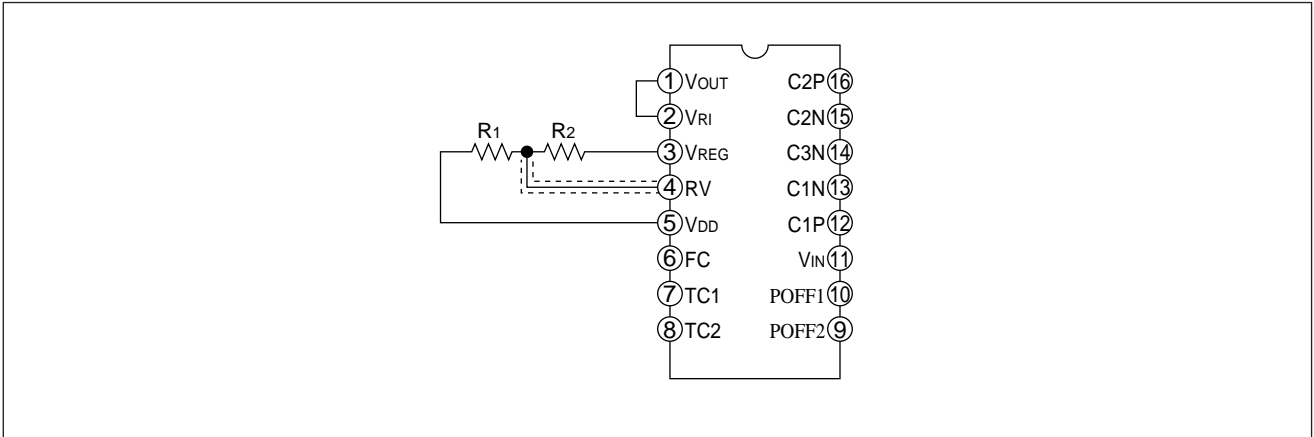 1 VOUT C2P 16
2 VRI C2N 15
R1 R2 3 VREG C3N 14
4 RV C1N 13
5 VDD C1P 12
6 FC VIN 11
7 TC1 POFF1 10
8 TC2 POFF2 9